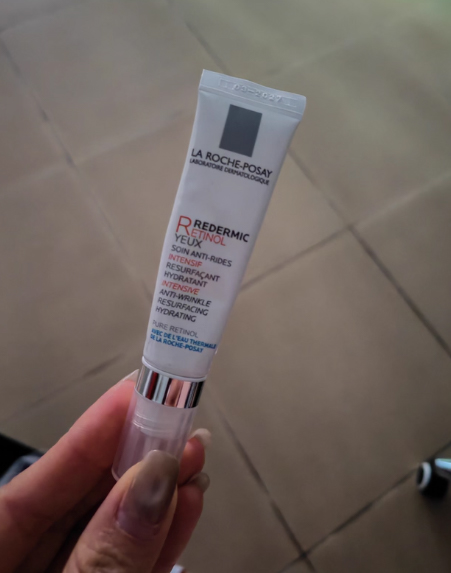 LA ROCHE-POSAY
LABORATOIRE DERMATOLOGIQUE
REDERMIC
RETINOL
YEUX
SOIN ANTI-RIDES
INTENSIF
RESURFAÇANT
HYDRATANT
INTENSIVE
ANTI-WRINKLE
RESURFACING
HYDRATING
PURE RETINOL
AVEC DE L'EAU THERMALE
DE LA ROCHE-POSAY